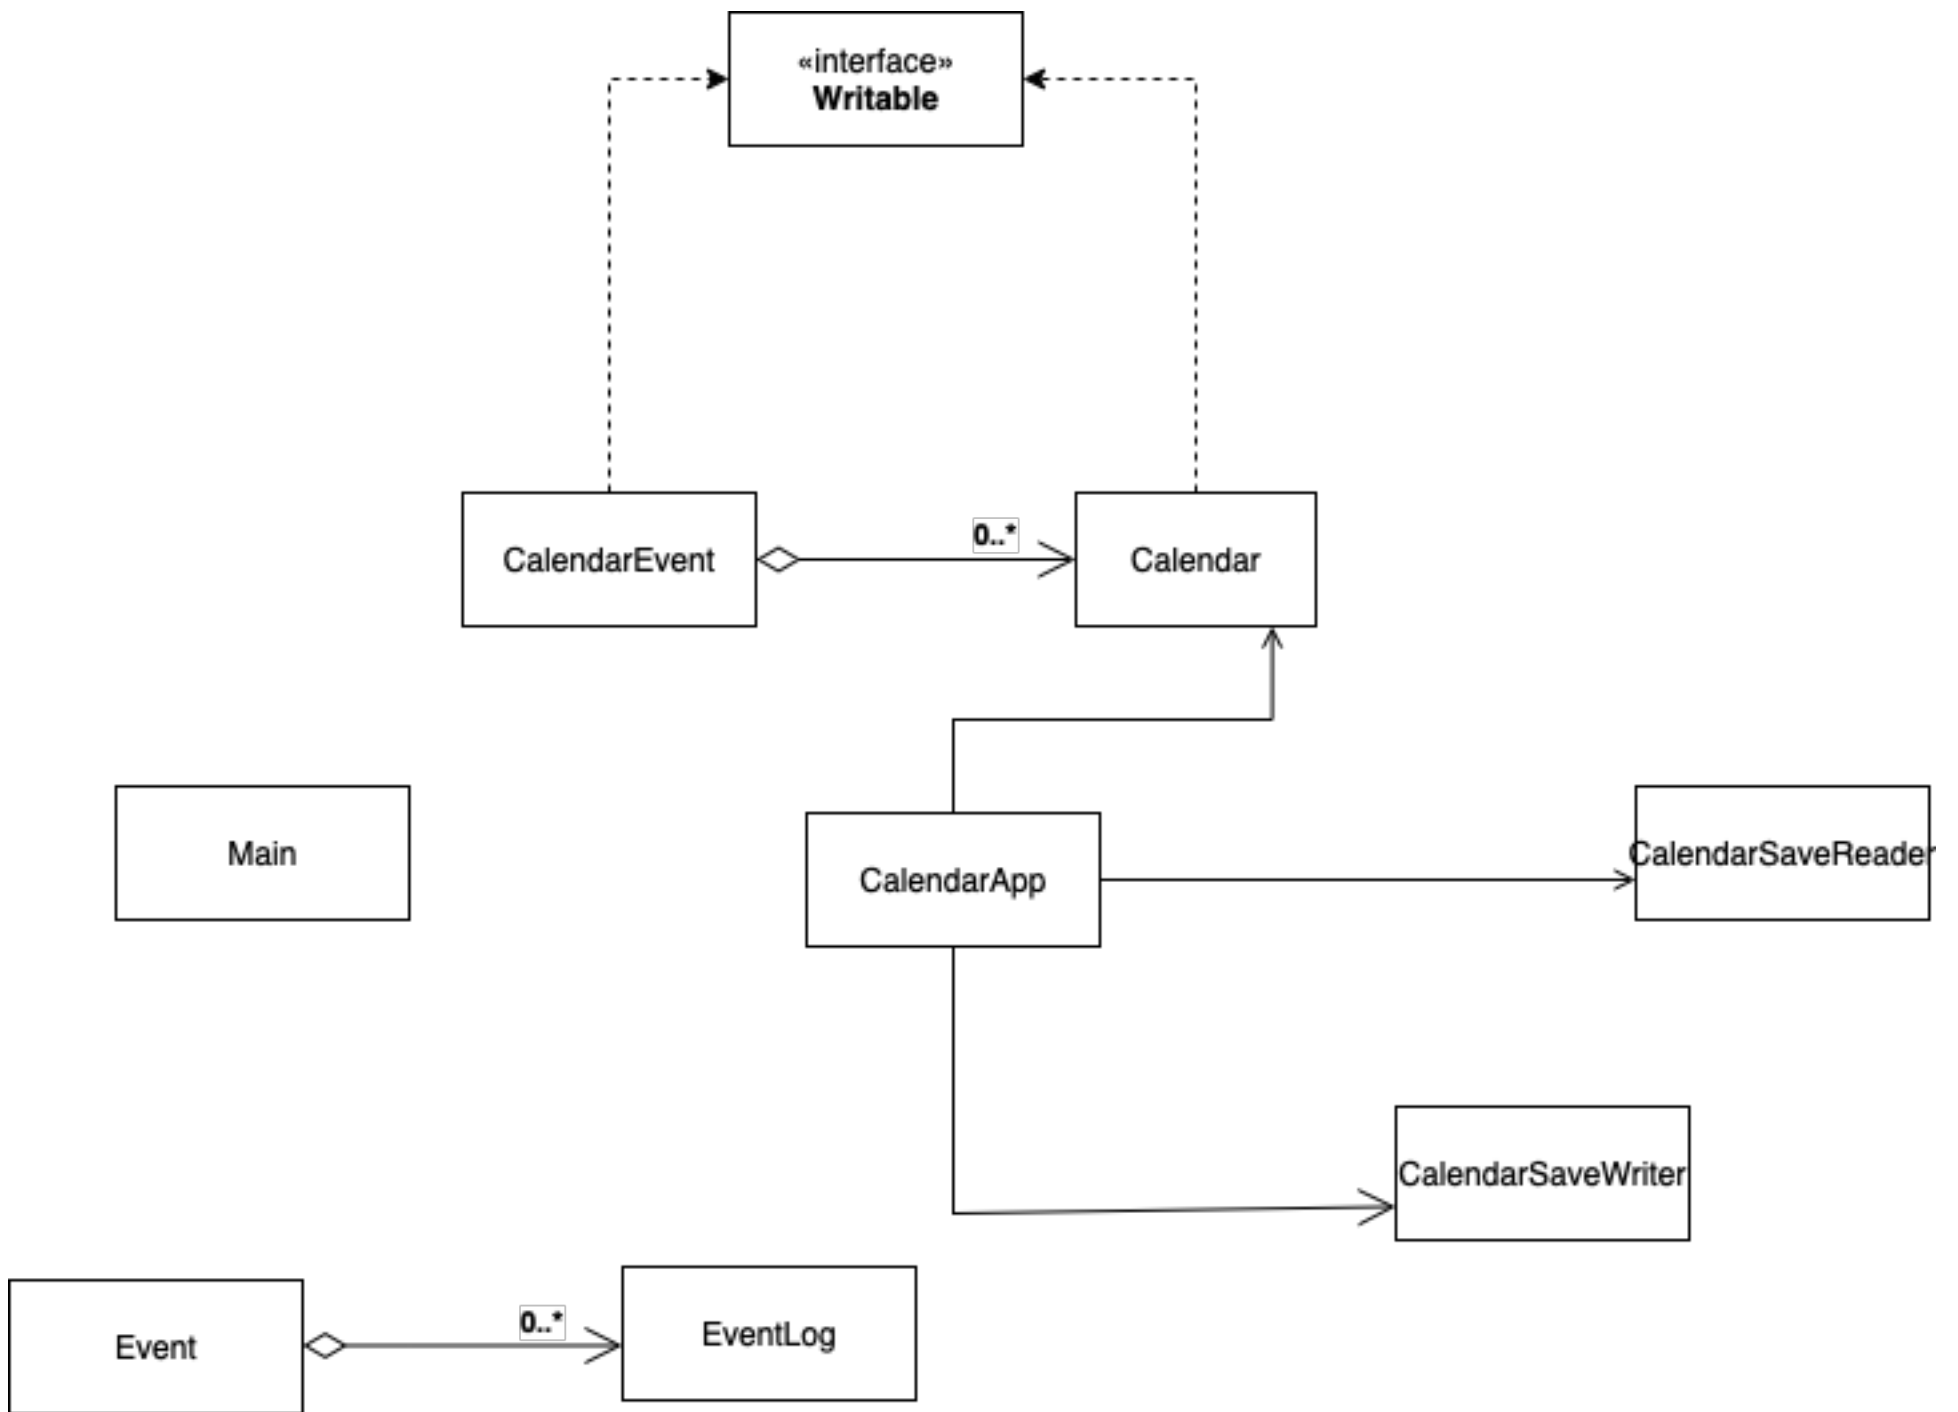 «interface»
Writable
CalendarEvent
0..*
Calendar
Main
CalendarApp
CalendarSaveReader
CalendarSaveWriter
Event
0..*
EventLog